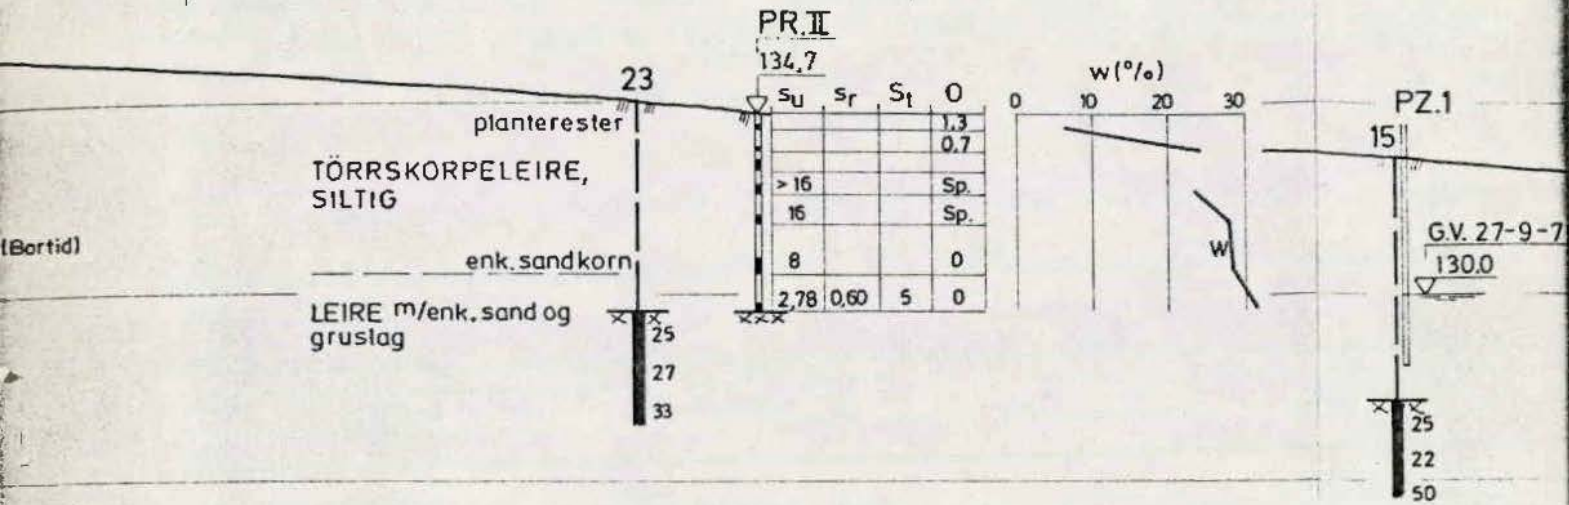 PR.II
134,7
23
su sr St O
w(°/o)
0 10 20 30
PZ.1
planterester
1.3
0.7
15
TÖRRSKORPELEIRE,
SILTIG
> 16 Sp.
16 Sp.
(Bortid)
G.V. 27-9-7
130.0
enk. sandkorn
8 0
W
LEIRE m/enk. sand og
gruslag
2,78 0,60 5 0
25
27
33
25
22
50